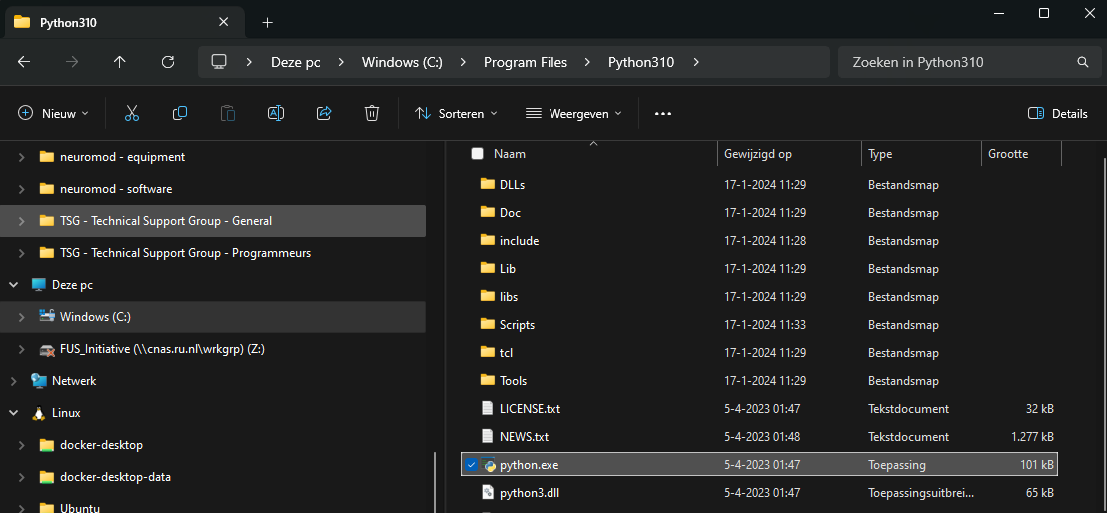 Python310
Deze pc > Windows (C:) > Program Files > Python310 >
Zoeken in Python310
Nieuw
Sorteren
Weergeven
Details
neuromod - equipment
neuromod - software
TSG - Technical Support Group - General
TSG - Technical Support Group - Programmeurs
Deze pc
Windows (C:)
FUS_Initiative (\\cnas.ru.nl\wrkgrp) (Z:)
Netwerk
Linux
docker-desktop
docker-desktop-data
Ubuntu
Naam Gewijzigd op Type Grootte
DLLs 17-1-2024 11:29 Bestandsmap
Doc 17-1-2024 11:29 Bestandsmap
include 17-1-2024 11:28 Bestandsmap
Lib 17-1-2024 11:29 Bestandsmap
libs 17-1-2024 11:29 Bestandsmap
Scripts 17-1-2024 11:33 Bestandsmap
tcl 17-1-2024 11:29 Bestandsmap
Tools 17-1-2024 11:29 Bestandsmap
LICENSE.txt 5-4-2023 01:47 Tekstdocument 32 kB
NEWS.txt 5-4-2023 01:48 Tekstdocument 1.277 kB
python.exe 5-4-2023 01:47 Toepassing 101 kB
python3.dll 5-4-2023 01:47 Toepassingsuitbrei... 65 kB